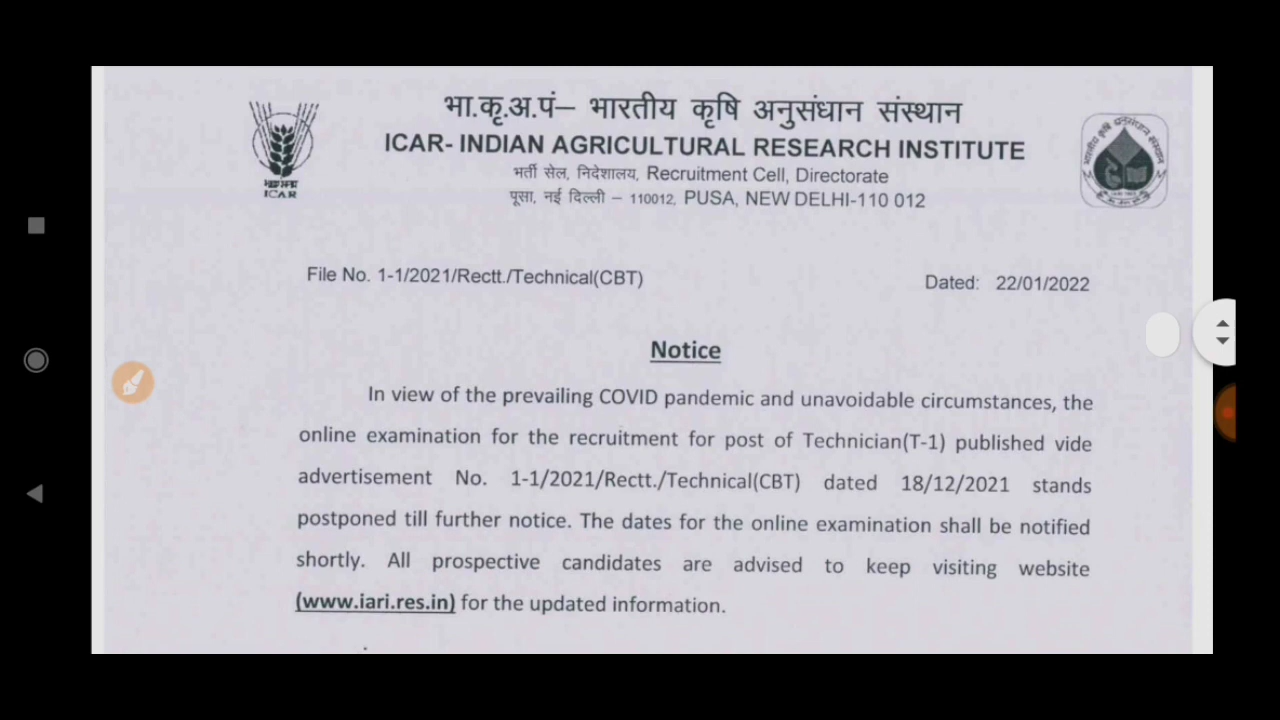 भा.कृ.अ.पं– भारतीय कृषि अनुसंधान संस्थान
ICAR- INDIAN AGRICULTURAL RESEARCH INSTITUTE
भर्ती सेल, निदेशालय, Recruitment Cell, Directorate
पूसा, नई दिल्ली – 110012, PUSA, NEW DELHI-110 012
ICAR
File No. 1-1/2021/Rectt./Technical(CBT)
Dated: 22/01/2022
Notice
In view of the prevailing COVID pandemic and unavoidable circumstances, the
online examination for the recruitment for post of Technician(T-1) published vide
advertisement No. 1-1/2021/Rectt./Technical(CBT) dated 18/12/2021 stands
postponed till further notice. The dates for the online examination shall be notified
shortly. All prospective candidates are advised to keep visiting website
(www.iari.res.in) for the updated information.